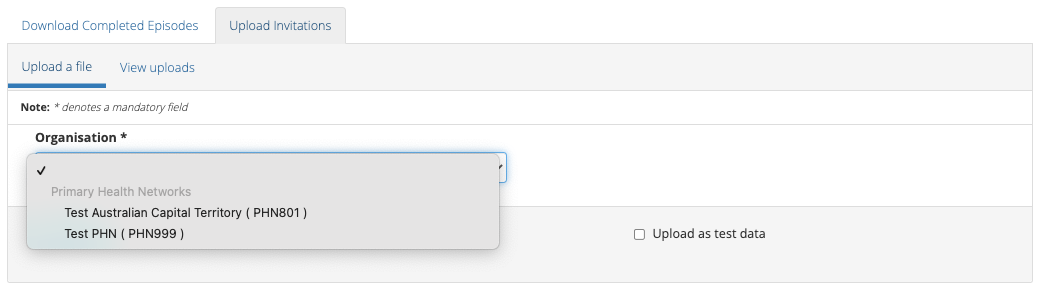 Download Completed Episodes
Upload Invitations
Upload a file
View uploads
Note: * denotes a mandatory field
Organisation *
Primary Health Networks
Test Australian Capital Territory ( PHN801 )
Test PHN ( PHN999 )
Upload as test data